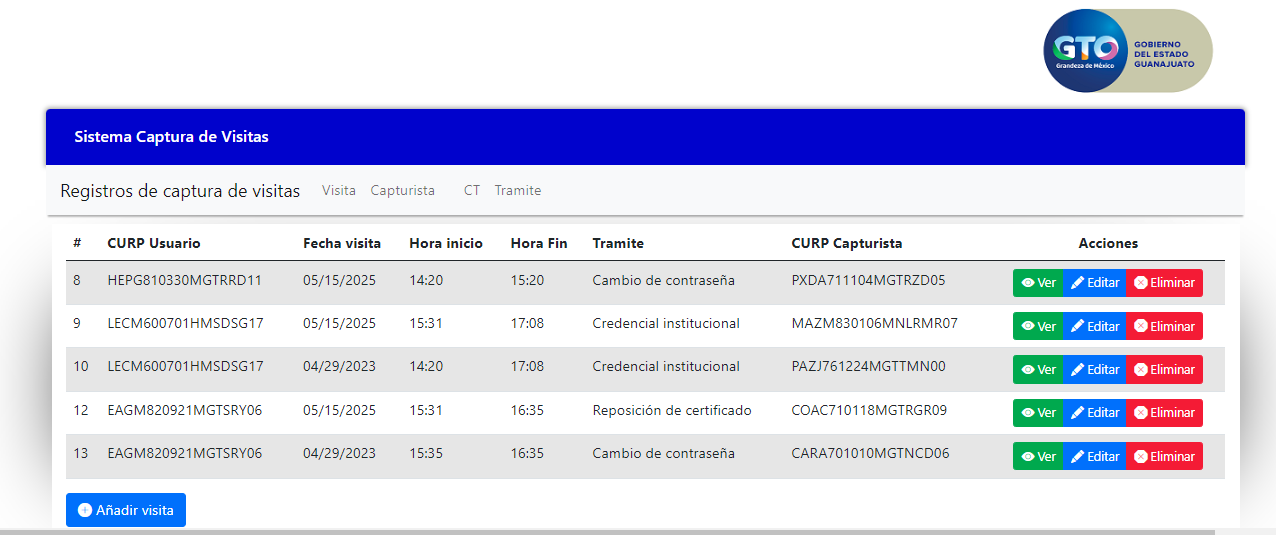 GTO
Grandeza de México
GOBIERNO
DEL ESTADO
GUANAJUATO
Sistema Captura de Visitas
Registros de captura de visitas Visita Capturista CT Tramite
# CURP Usuario Fecha visita Hora inicio Hora Fin Tramite CURP Capturista Acciones
8 HEPG810330MGTRRD11 05/15/2025 14:20 15:20 Cambio de contraseña PXDA711104MGTRZD05 Ver Editar Eliminar
9 LECM600701HMSDSG17 05/15/2025 15:31 17:08 Credencial institucional MAZM830106MNLRMR07 Ver Editar Eliminar
10 LECM600701HMSDSG17 04/29/2023 14:20 17:08 Credencial institucional PAZJ761224MGTTMN00 Ver Editar Eliminar
12 EAGM820921MGTSRY06 05/15/2025 15:31 16:35 Reposición de certificado COAC710118MGTRGR09 Ver Editar Eliminar
13 EAGM820921MGTSRY06 04/29/2023 15:35 16:35 Cambio de contraseña CARA701010MGTNCD06 Ver Editar Eliminar
Añadir visita